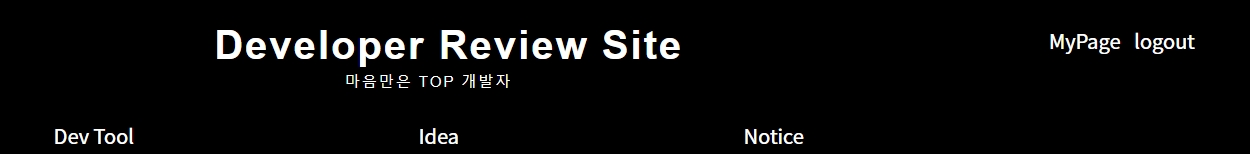 Developer Review Site
마음만은 TOP 개발자
MyPage logout
Dev Tool Idea Notice